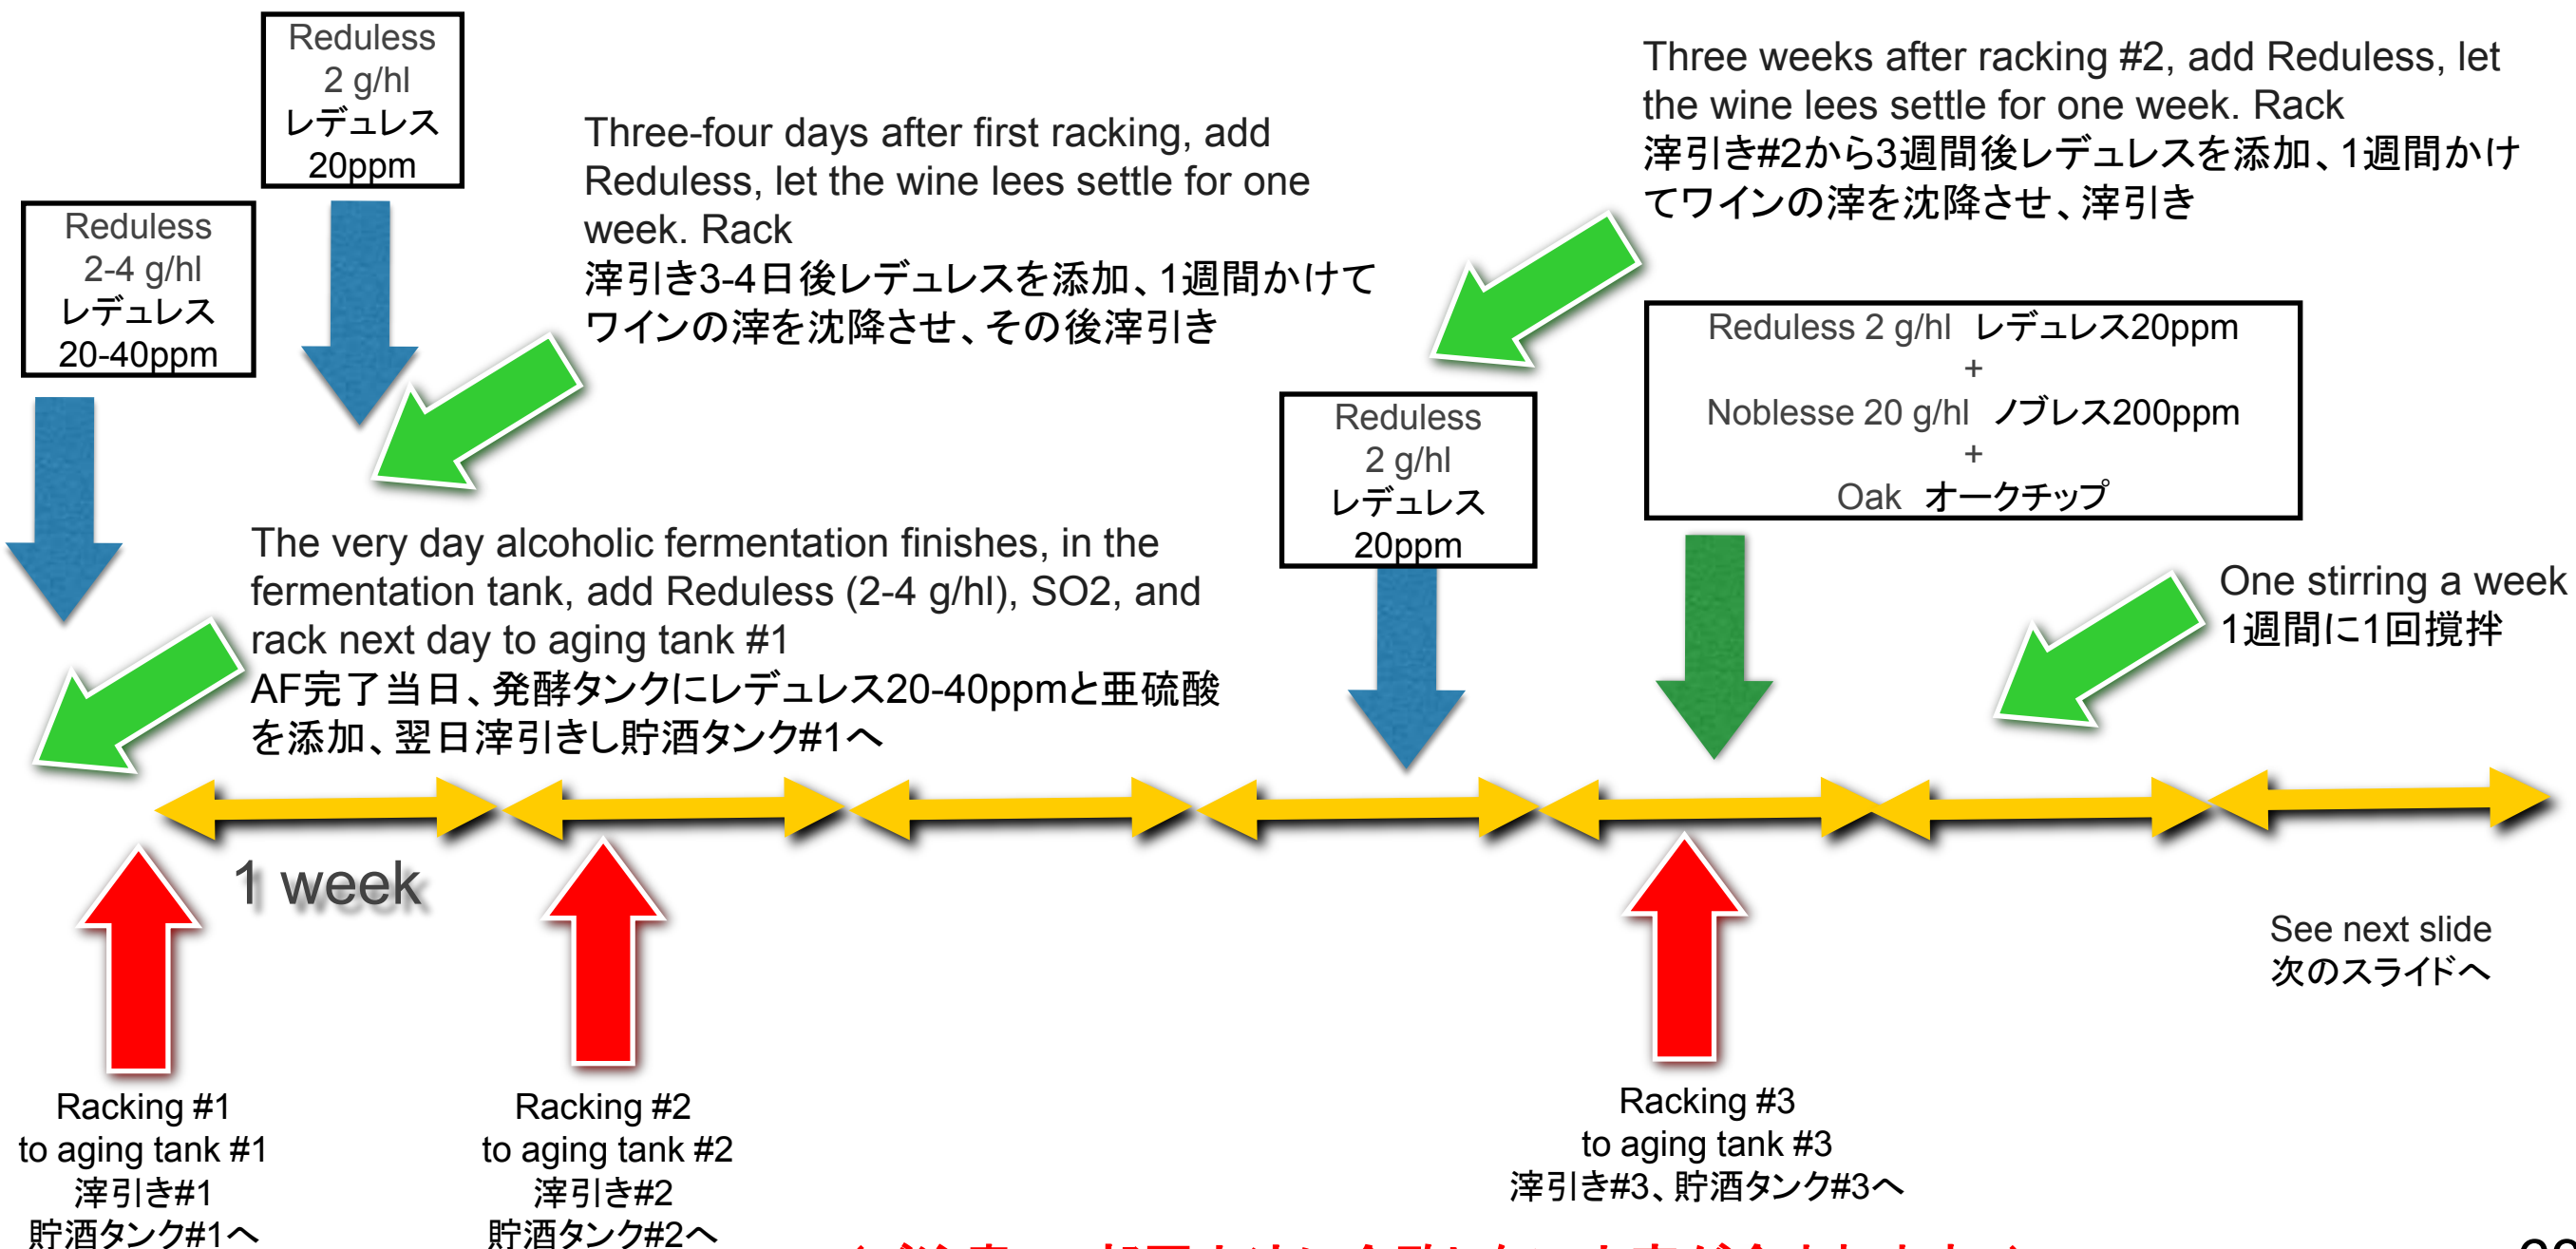 Reduless
2 g/hl
レデュレス
20ppm
Reduless
2-4 g/hl
レデュレス
20-40ppm
Three-four days after first racking, add
Reduless, let the wine lees settle for one
week. Rack
滓引き3-4日後レデュレスを添加、1週間かけて
ワインの滓を沈降させ、その後滓引き
Three weeks after racking #2, add Reduless, let
the wine lees settle for one week. Rack
滓引き#2から3週間後レデュレスを添加、1週間かけ
てワインの滓を沈降させ、滓引き
Reduless 2 g/hl レデュレス20ppm
+
Noblesse 20 g/hl ノブレス200ppm
+
Oak オークチップ
Reduless
2 g/hl
レデュレス
20ppm
The very day alcoholic fermentation finishes, in the
fermentation tank, add Reduless (2-4 g/hl), SO2, and
rack next day to aging tank #1
AF完了当日、発酵タンクにレデュレス20-40ppmと亜硫酸
を添加、翌日滓引きし貯酒タンク#1へ
One stirring a week
1週間に1回撹拌
1 week
See next slide
次のスライドへ
Racking #1
to aging tank #1
滓引き#1
貯酒タンク#1へ
Racking #2
to aging tank #2
滓引き#2
貯酒タンク#2へ
Racking #3
to aging tank #3
滓引き#3、貯酒タンク#3へ